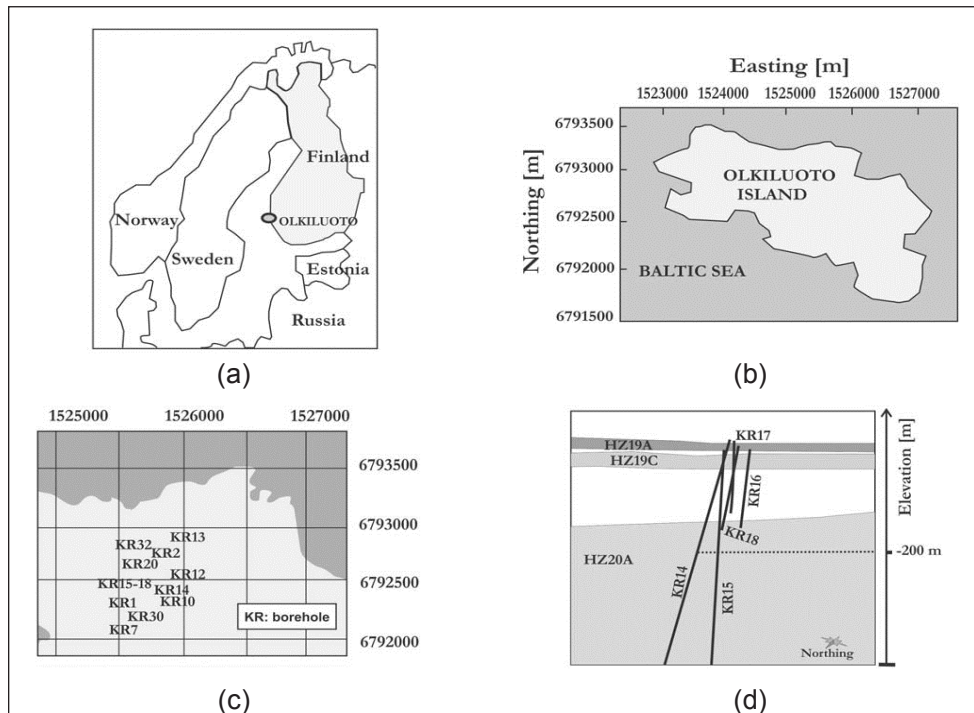 Norway
Sweden
Finland
OLKILUOTO
Estonia
Russia
(a)
Easting [m]
1523000 1524000 1525000 1526000 1527000
Northing [m]
6793500
6793000
6792500
6792000
6791500
OLKILUOTO
ISLAND
BALTIC SEA
(b)
1525000 1526000 1527000
6793500
6793000
6792500
6792000
KR13
KR32
KR2
KR20
KR12
KR15-18
KR14
KR1
KR10
KR30
KR7
KR: borehole
(c)
HZ19A
HZ19C
HZ20A
KR17
KR16
KR18
KR14
KR15
Elevation [m]
-200 m
Northing
(d)